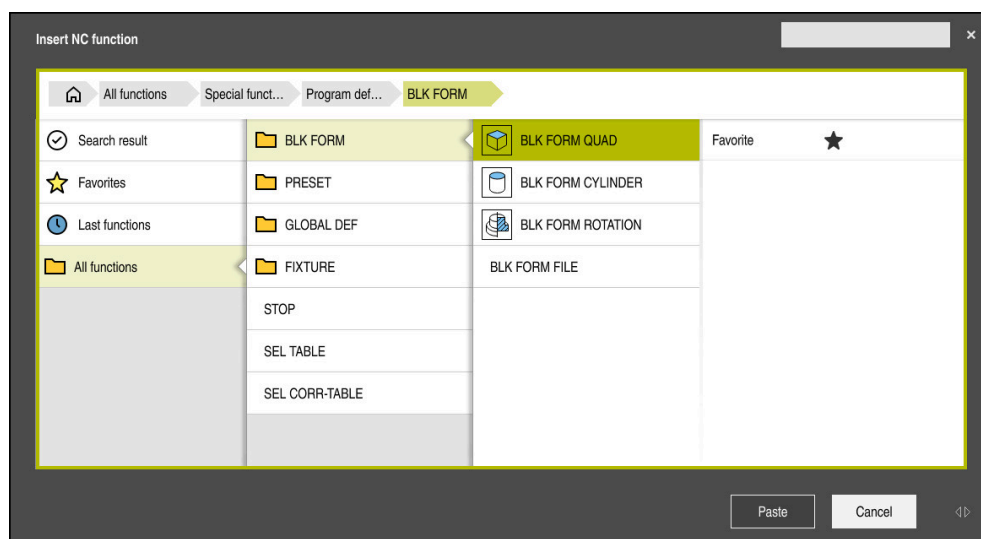 Insert NC function
All functions
Special funct...
Program def...
BLK FORM
Search result
Favorites
Last functions
All functions
BLK FORM
PRESET
GLOBAL DEF
FIXTURE
STOP
SEL TABLE
SEL CORR-TABLE
BLK FORM QUAD
BLK FORM CYLINDER
BLK FORM ROTATION
BLK FORM FILE
Favorite
Paste
Cancel